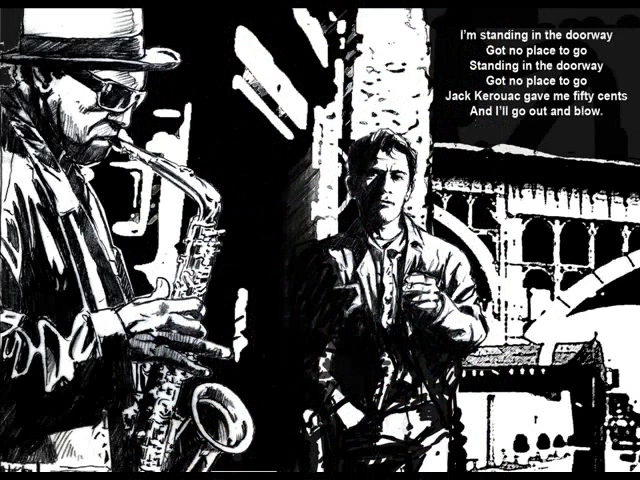 I'm standing in the doorway
Got no place to go
Standing in the doorway
Got no place to go
Jack Kerouac gave me fifty cents
And I'll go out and blow.